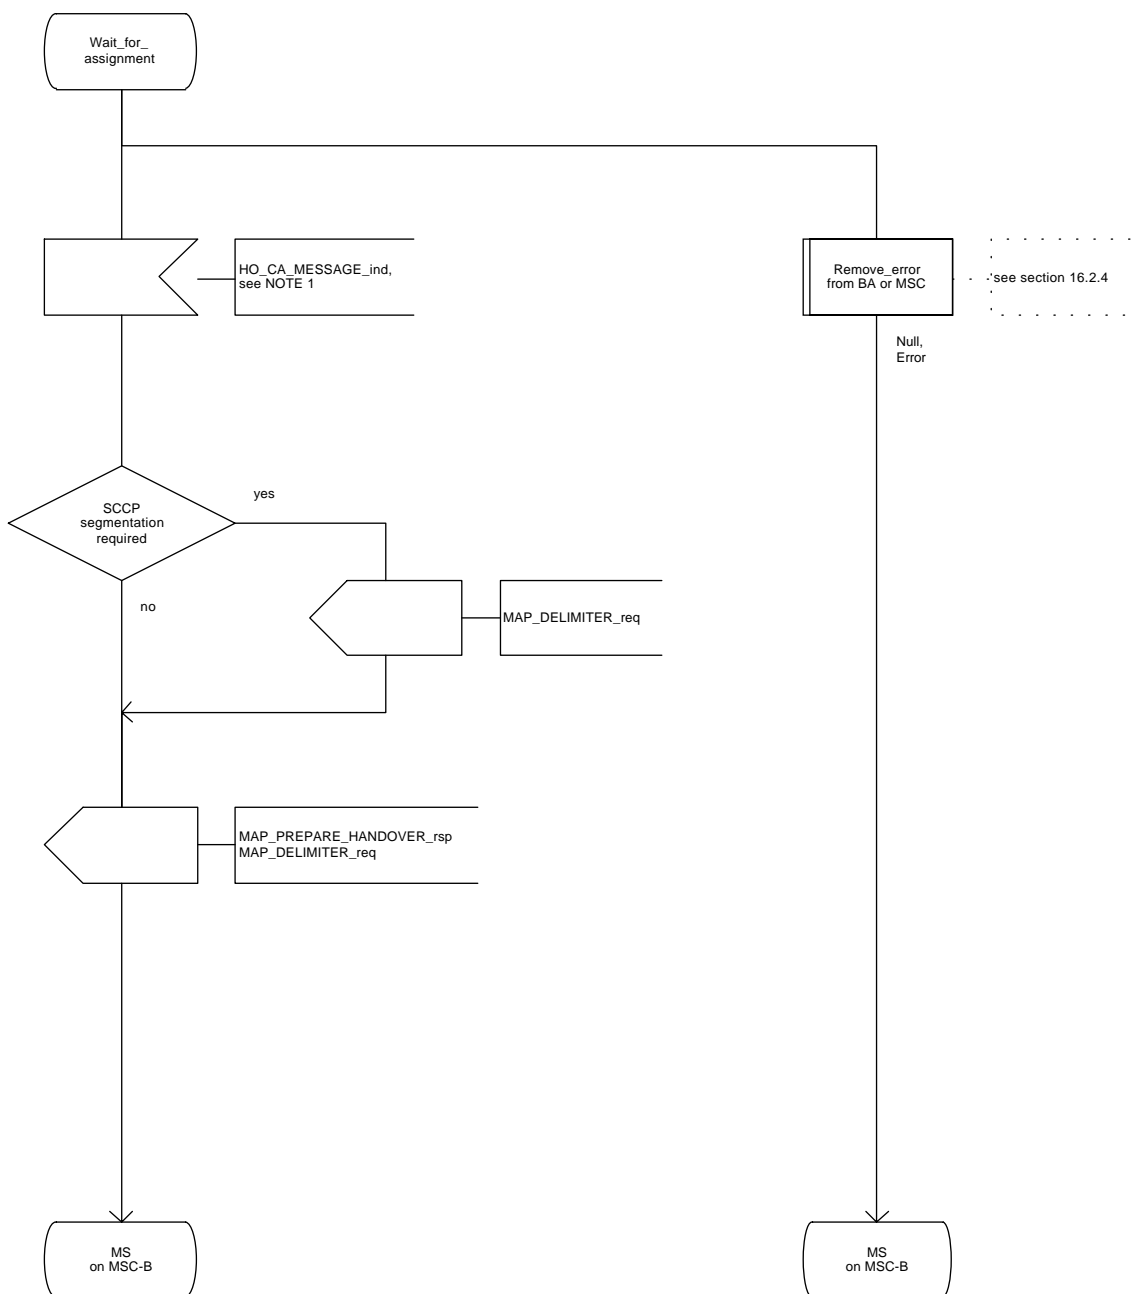 Wait_for_
assignment
HO_CA_MESSAGE_ind,
see NOTE 1
Remove_error
from BA or MSC
see section 16.2.4
Null,
Error
SCCP
segmentation
required
yes
no
MAP_DELIMITER_req
MAP_PREPARE_HANDOVER_rsp
MAP_DELIMITER_req
MS
on MSC-B
MS
on MSC-B